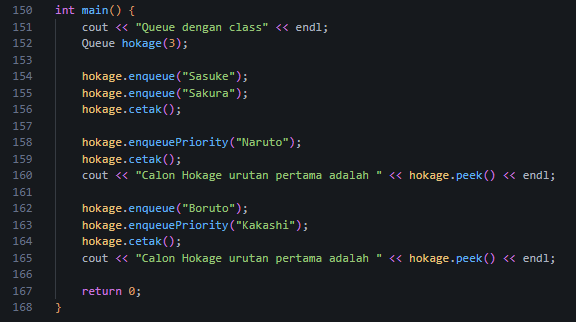 150 int main() {
151     cout << "Queue dengan class" << endl;
152     Queue hokage(3);
153
154     hokage.enqueue("Sasuke");
155     hokage.enqueue("Sakura");
156     hokage.cetak();
157
158     hokage.enqueuePriority("Naruto");
159     hokage.cetak();
160     cout << "Calon Hokage urutan pertama adalah " << hokage.peek() << endl;
161
162     hokage.enqueue("Boruto");
163     hokage.enqueuePriority("Kakashi");
164     hokage.cetak();
165     cout << "Calon Hokage urutan pertama adalah " << hokage.peek() << endl;
166
167     return 0;
168 }